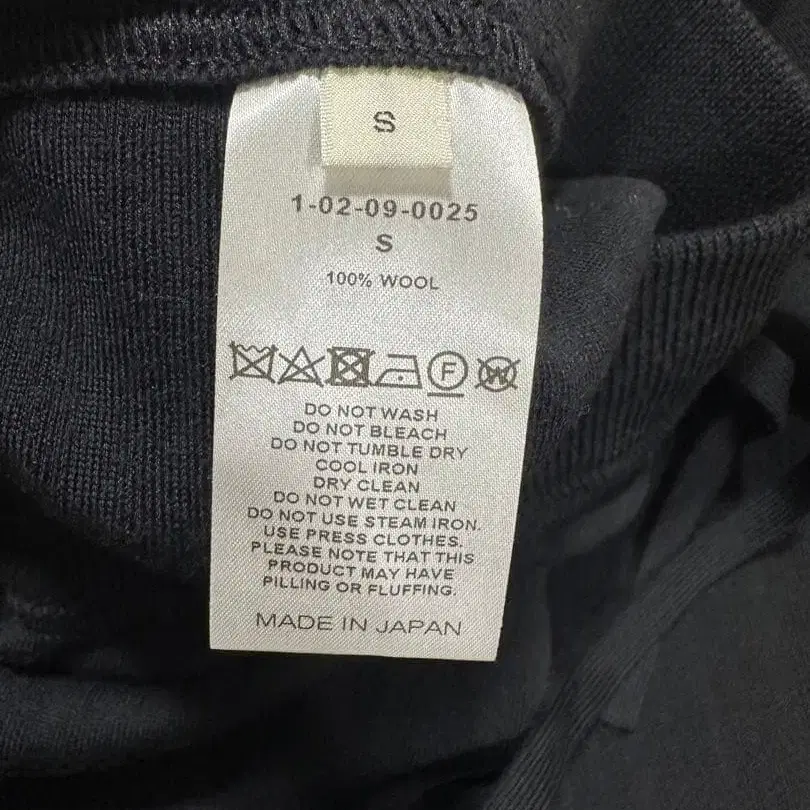 S
1-02-09-0025
S
100% WOOL
F W
DO NOT WASH
DO NOT BLEACH
DO NOT TUMBLE DRY
COOL IRON
DRY CLEAN
DO NOT WET CLEAN
DO NOT USE STEAM IRON.
USE PRESS CLOTHES.
PLEASE NOTE THAT THIS
PRODUCT MAY HAVE
PILLING OR FLUFFING.
MADE IN JAPAN